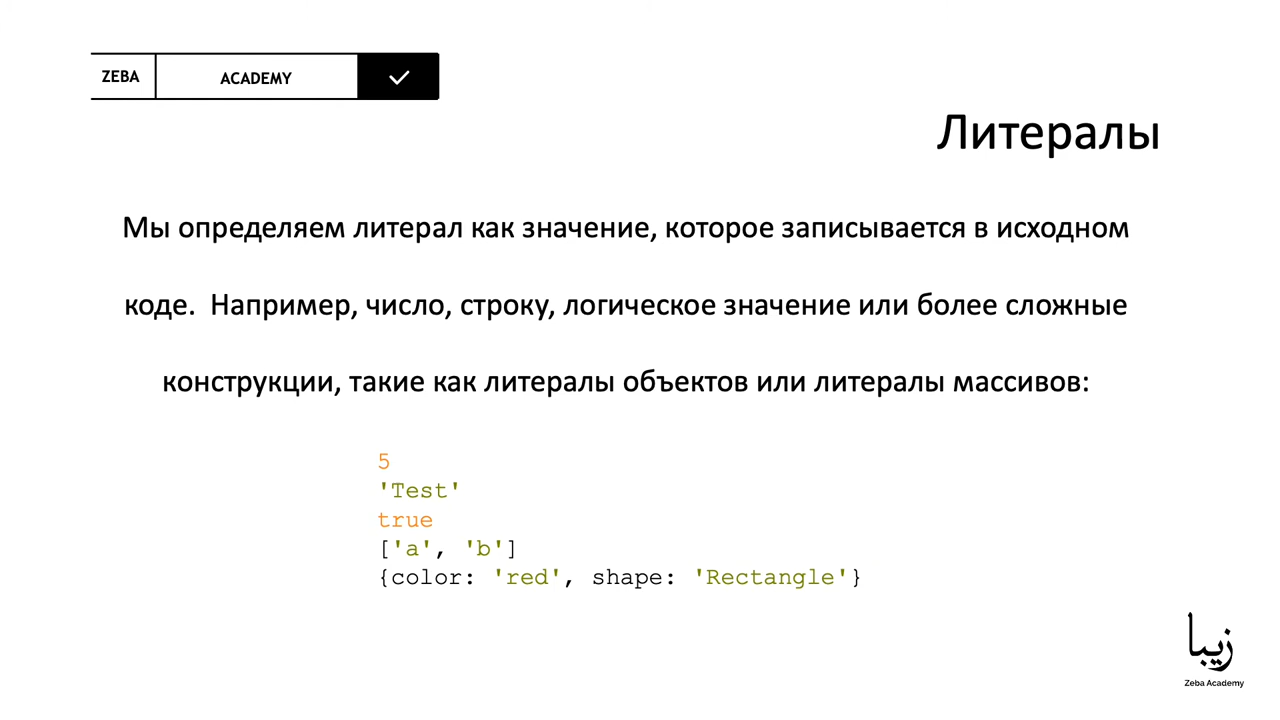 ZEBA ACADEMY
Литералы
Мы определяем литерал как значение, которое записывается в исходном
коде. Например, число, строку, логическое значение или более сложные
конструкции, такие как литералы объектов или литералы массивов:
5
'Test'
true
['a', 'b']
{color: 'red', shape: 'Rectangle'}
زيبا
Zeba Academy